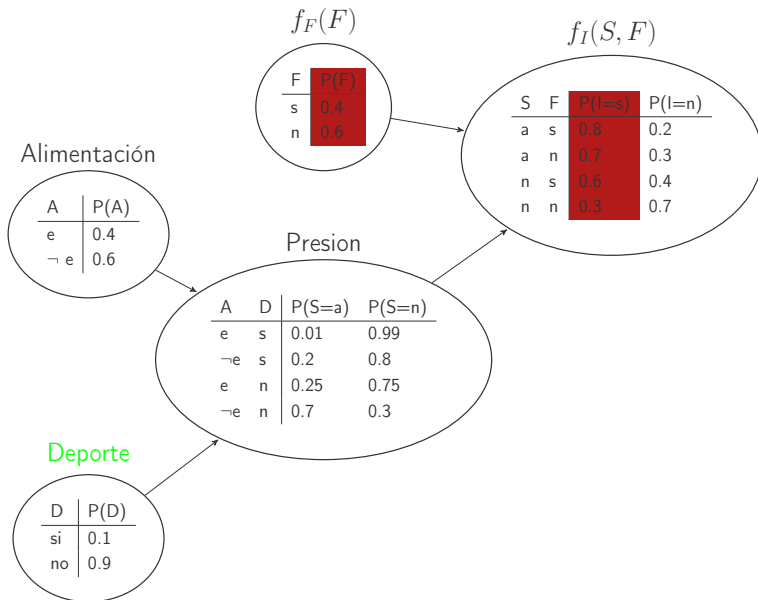 f_F(F)
F P(F)
s 0.4
n 0.6
f_I(S, F)
S F P(I=s) P(I=n)
a s 0.8 0.2
a n 0.7 0.3
n s 0.6 0.4
n n 0.3 0.7
Alimentación
A P(A)
e 0.4
¬ e 0.6
Presion
A D P(S=a) P(S=n)
e s 0.01 0.99
¬e s 0.2 0.8
e n 0.25 0.75
¬e n 0.7 0.3
Deporte
D P(D)
si 0.1
no 0.9